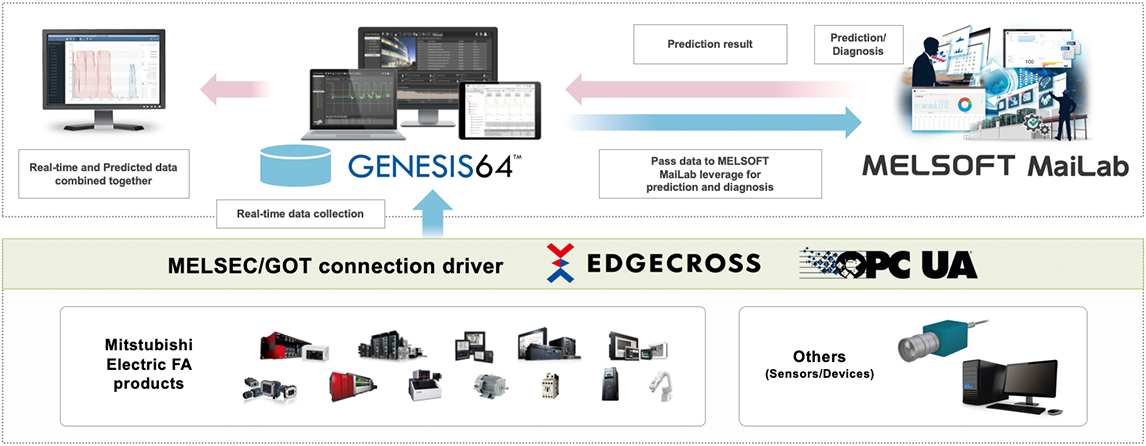 Prediction result
Prediction/
Diagnosis
Real-time and Predicted data
combined together
GENESIS64™
Pass data to MELSOFT
MaiLab leverage for
prediction and diagnosis
MELSOFT MaiLab
Real-time data collection
MELSEC/GOT connection driver
EDGECROSS
OPC UA
Mitstubishi
Electric FA
products
Others
(Sensors/Devices)